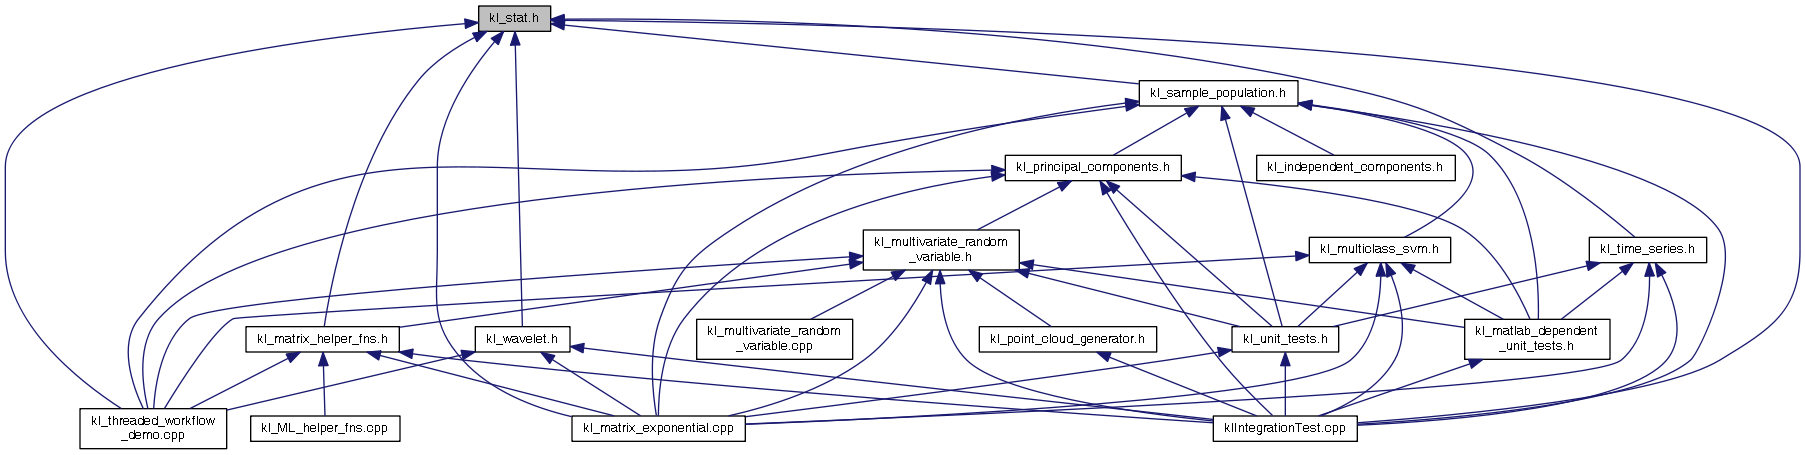 kl_stat.h
kl_sample_population.h
kl_principal_components.h
kl_independent_components.h
kl_multivariate_random
_variable.h
kl_multiclass_svm.h
kl_time_series.h
kl_matrix_helper_fns.h
kl_wavelet.h
kl_multivariate_random
_variable.cpp
kl_point_cloud_generator.h
kl_unit_tests.h
kl_matlab_dependent
_unit_tests.h
kl_threaded_workflow
_demo.cpp
kl_ML_helper_fns.cpp
kl_matrix_exponential.cpp
klIntegrationTest.cpp